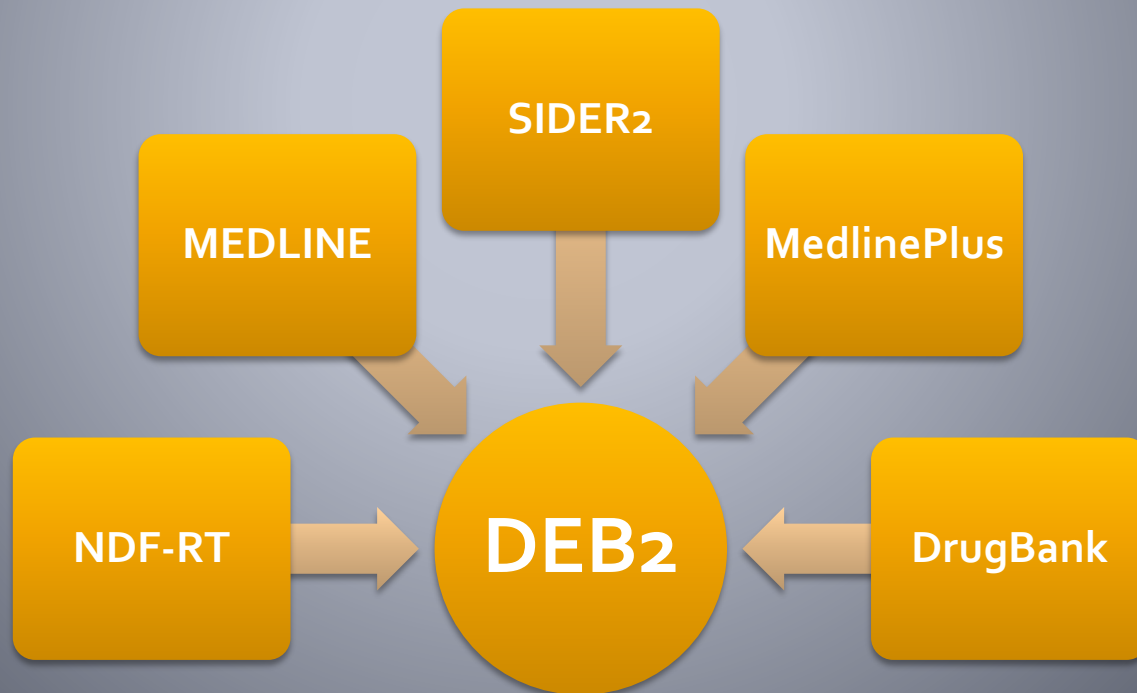 SIDER2
MEDLINE
MedlinePlus
NDF-RT
DEB2
DrugBank